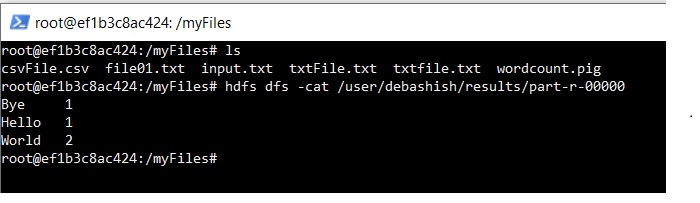 root@ef1b3c8ac424: /myFiles
root@ef1b3c8ac424:/myFiles# ls
csvFile.csv  file01.txt  input.txt  txtFile.txt  txtfile.txt  wordcount.pig
root@ef1b3c8ac424:/myFiles# hdfs dfs -cat /user/debashish/results/part-r-00000
Bye     1
Hello   1
World   2
root@ef1b3c8ac424:/myFiles#